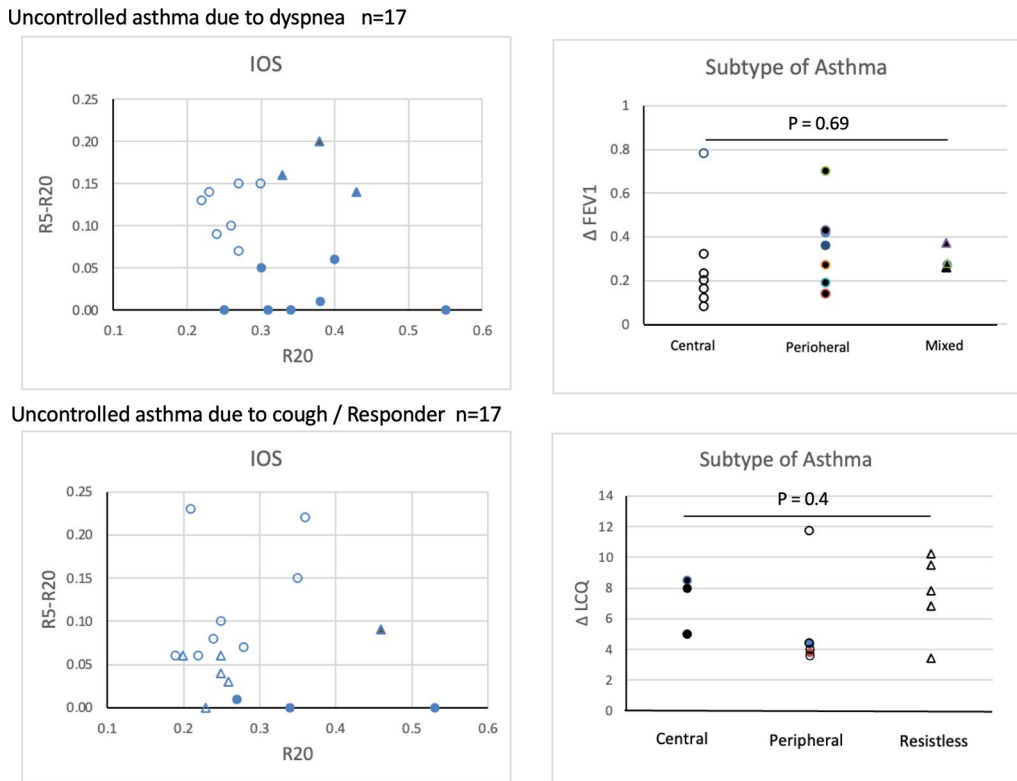 Uncontrolled asthma due to dyspnea n=17
IOS
R5-R20
0.25
0.20
0.15
0.10
0.05
0.00
0.1 0.2 0.3 0.4 0.5 0.6
R20
Subtype of Asthma
Δ FEV1
1
0.8
0.6
0.4
0.2
0
P = 0.69
Central Perioheral Mixed
Uncontrolled asthma due to cough / Responder n=17
IOS
R5-R20
0.25
0.20
0.15
0.10
0.05
0.00
0.1 0.2 0.3 0.4 0.5 0.6
R20
Subtype of Asthma
Δ LCQ
14
12
10
8
6
4
2
0
P = 0.4
Central Peripheral Resistless